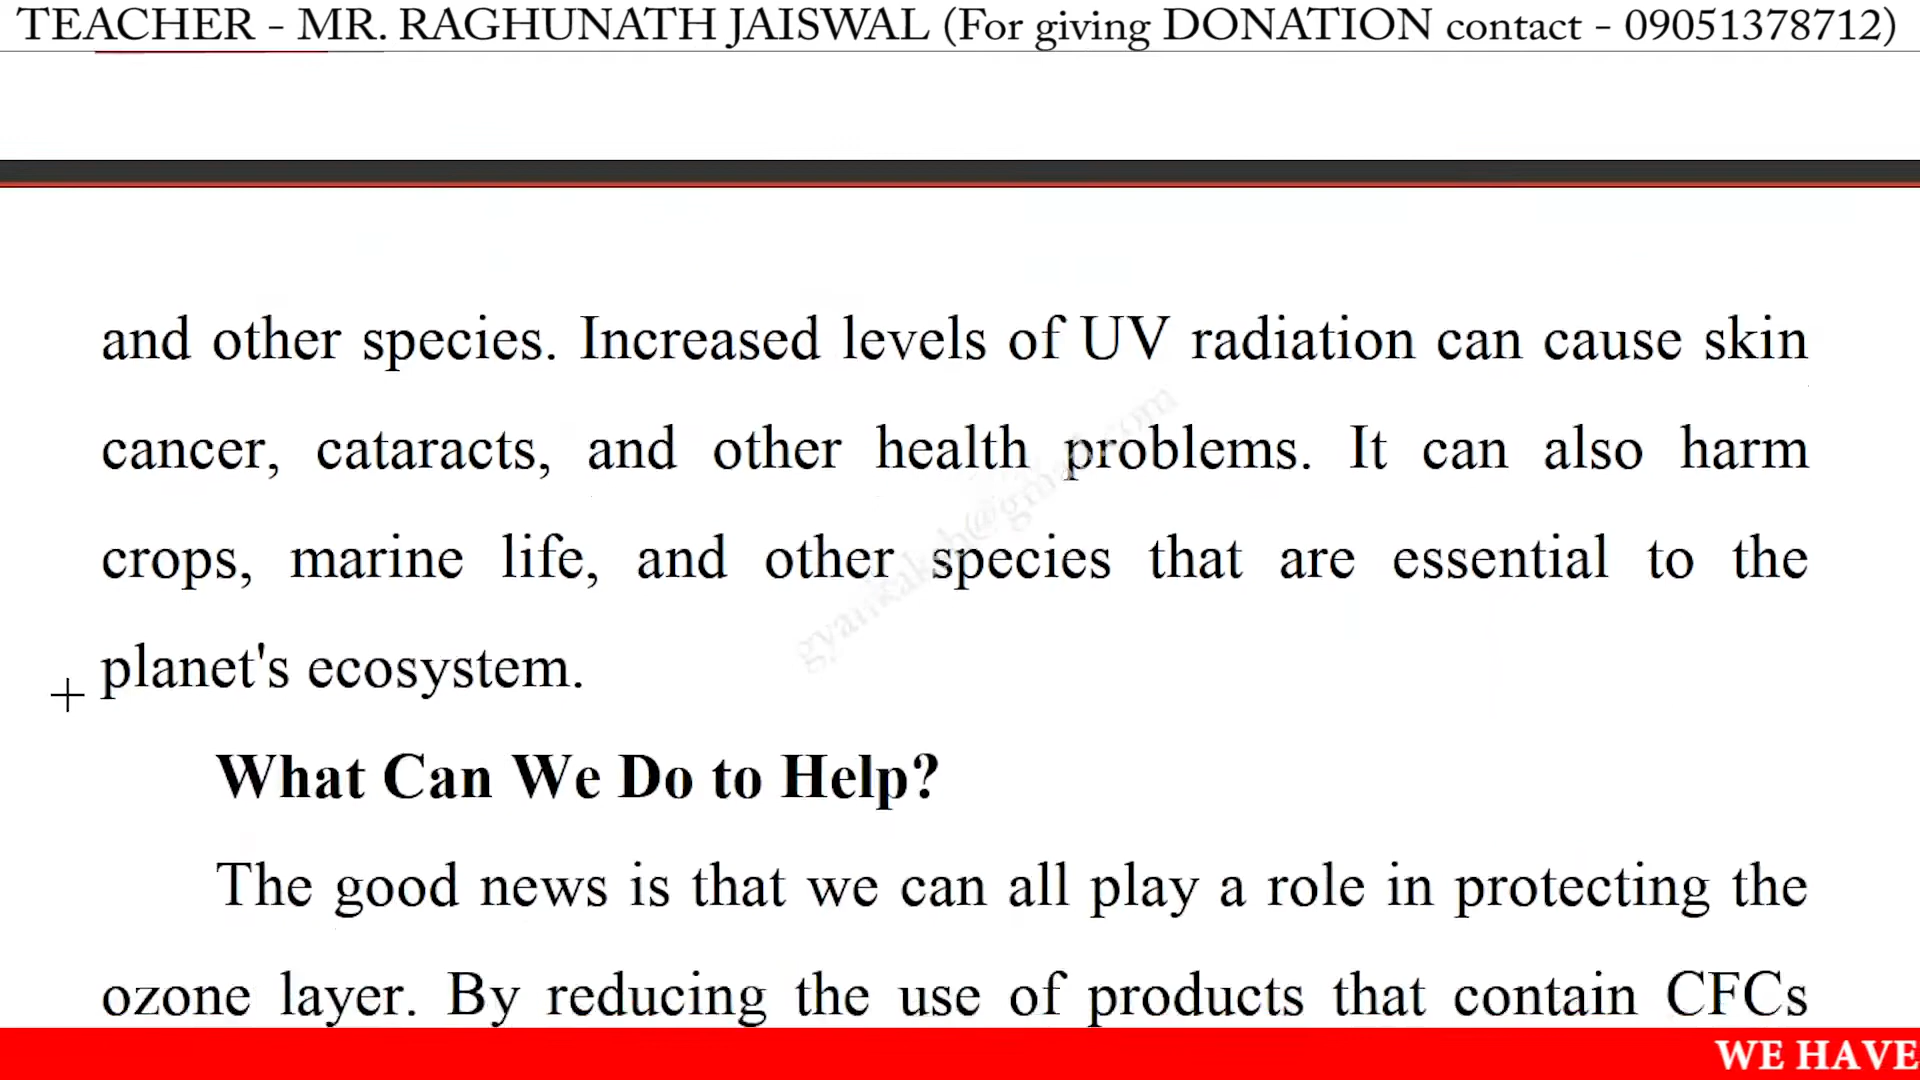 TEACHER - MR. RAGHUNATH JAISWAL (For giving DONATION contact - 09051378712)
and other species. Increased levels of UV radiation can cause skin
cancer, cataracts, and other health problems. It can also harm
crops, marine life, and other species that are essential to the
planet's ecosystem.
What Can We Do to Help?
The good news is that we can all play a role in protecting the
ozone layer. By reducing the use of products that contain CFCs
WE HAVE